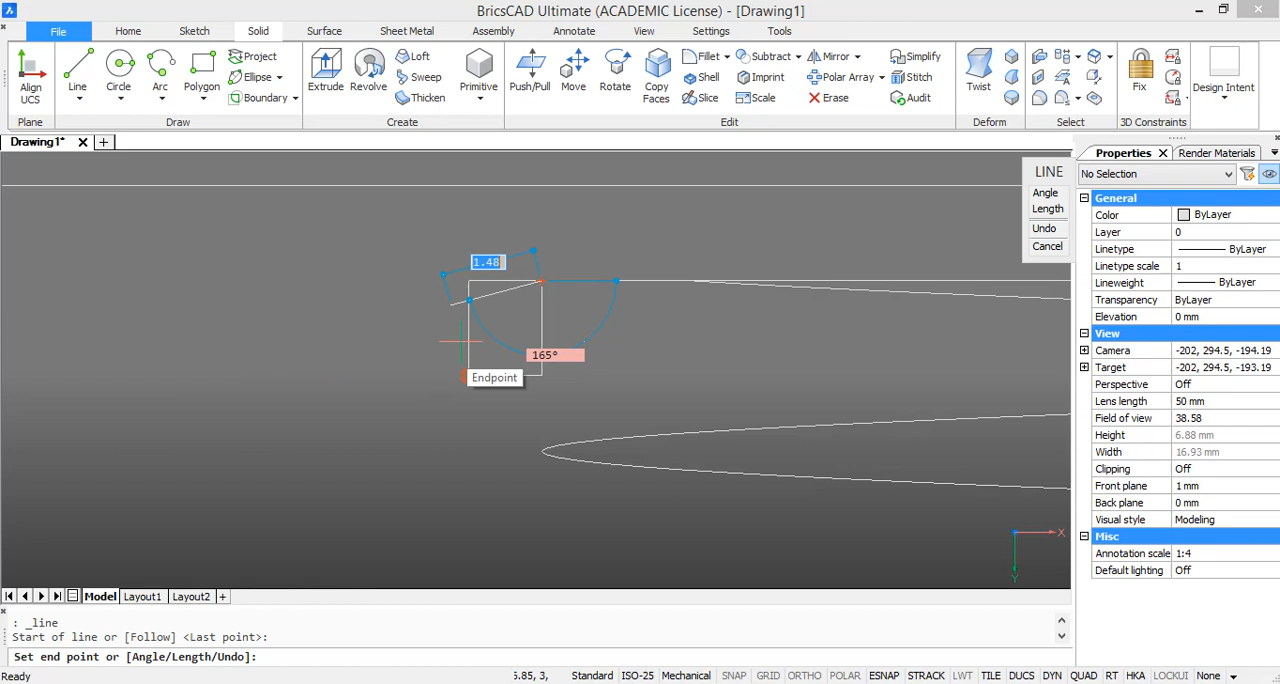 BricsCAD Ultimate (ACADEMIC License) - [Drawing1]
File Home Sketch Solid Surface Sheet Metal Assembly Annotate View Settings Tools
Align UCS
Plane
Line Circle Arc Polygon
Project
Ellipse
Boundary
Draw
Extrude Revolve
Loft
Sweep
Thicken
Primitive
Create
Push/Pull Move Rotate Copy Faces
Fillet Subtract Mirror Simplify
Shell Imprint Polar Array Stitch
Slice Scale Erase Audit
Edit
Twist
Deform
Select
Fix
3D Constraints
Design Intent
Drawing1*
LINE
Angle
Length
Undo
Cancel
1.48
165°
Endpoint
X
Y
Properties Render Materials
No Selection
General
Color ByLayer
Layer 0
Linetype ByLayer
Linetype scale 1
Lineweight ByLayer
Transparency ByLayer
Elevation 0 mm
View
Camera -202, 294.5, -194.19
Target -202, 294.5, -193.19
Perspective Off
Lens length 50 mm
Field of view 38.58
Height 6.88 mm
Width 16.93 mm
Clipping Off
Front plane 1 mm
Back plane 0 mm
Visual style Modeling
Misc
Annotation scale 1:4
Default lighting Off
Model Layout1 Layout2
: _line
Start of line or [Follow] <Last point>:
Set end point or [Angle/Length/Undo]:
Ready 5.85, 3, Standard ISO-25 Mechanical SNAP GRID ORTHO POLAR ESNAP STRACK LWT TILE DUCS DYN QUAD RT HKA LOCKUI None